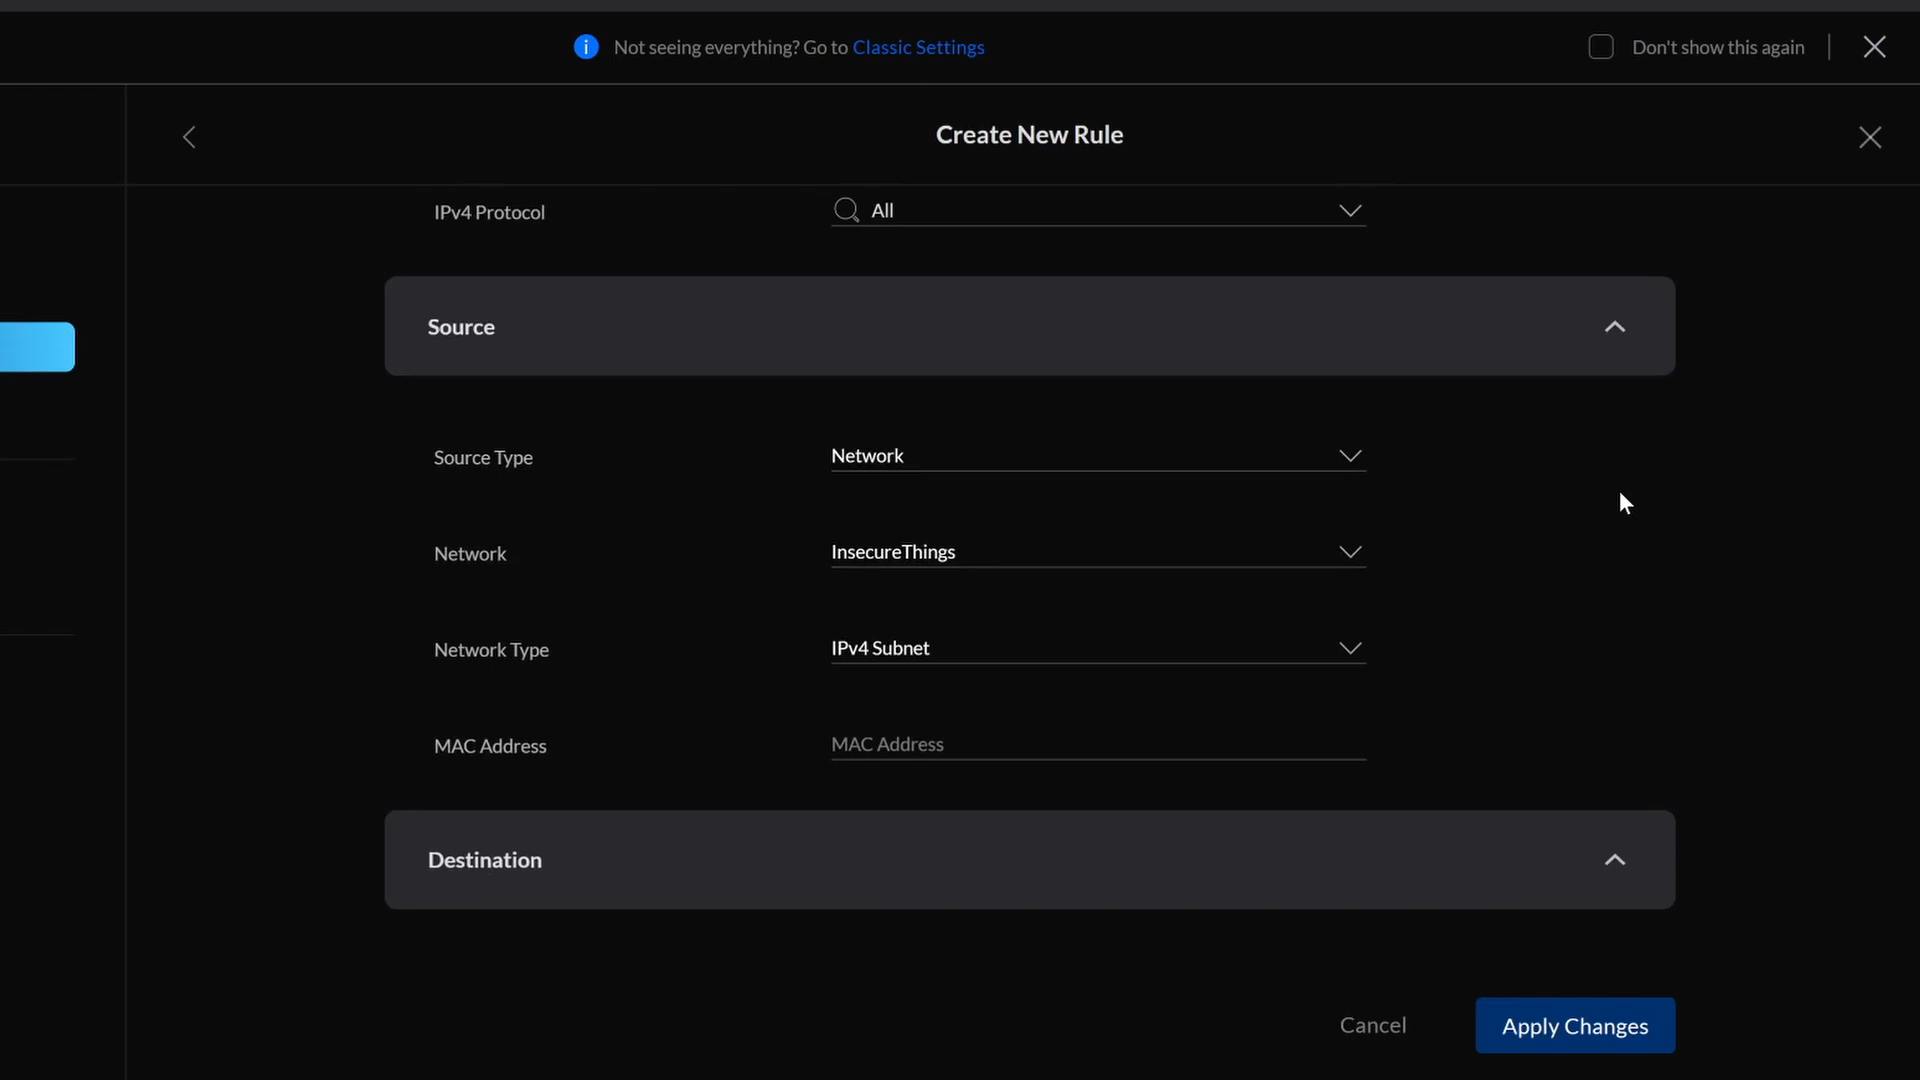 Not seeing everything? Go to Classic Settings
Don't show this again
Create New Rule
IPv4 Protocol
All
Source
Source Type
Network
Network
InsecureThings
Network Type
IPv4 Subnet
MAC Address
MAC Address
Destination
Cancel
Apply Changes